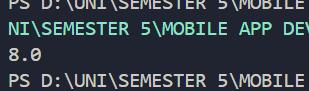 PS D:\UNI\SEMESTER 5\MOBILE
NI\SEMESTER 5\MOBILE APP DEV
8.0
PS D:\UNI\SEMESTER 5\MOBILE